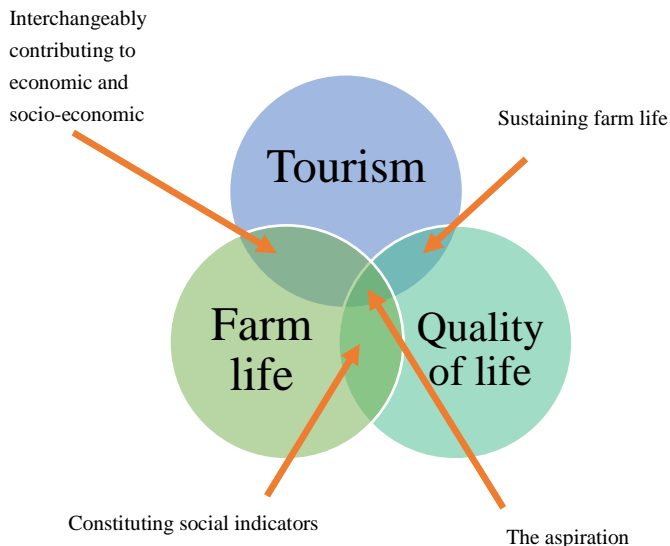 Interchangeably
contributing to
economic and
socio-economic
Sustaining farm life
Tourism
Farm
life
Quality
of life
Constituting social indicators
The aspiration